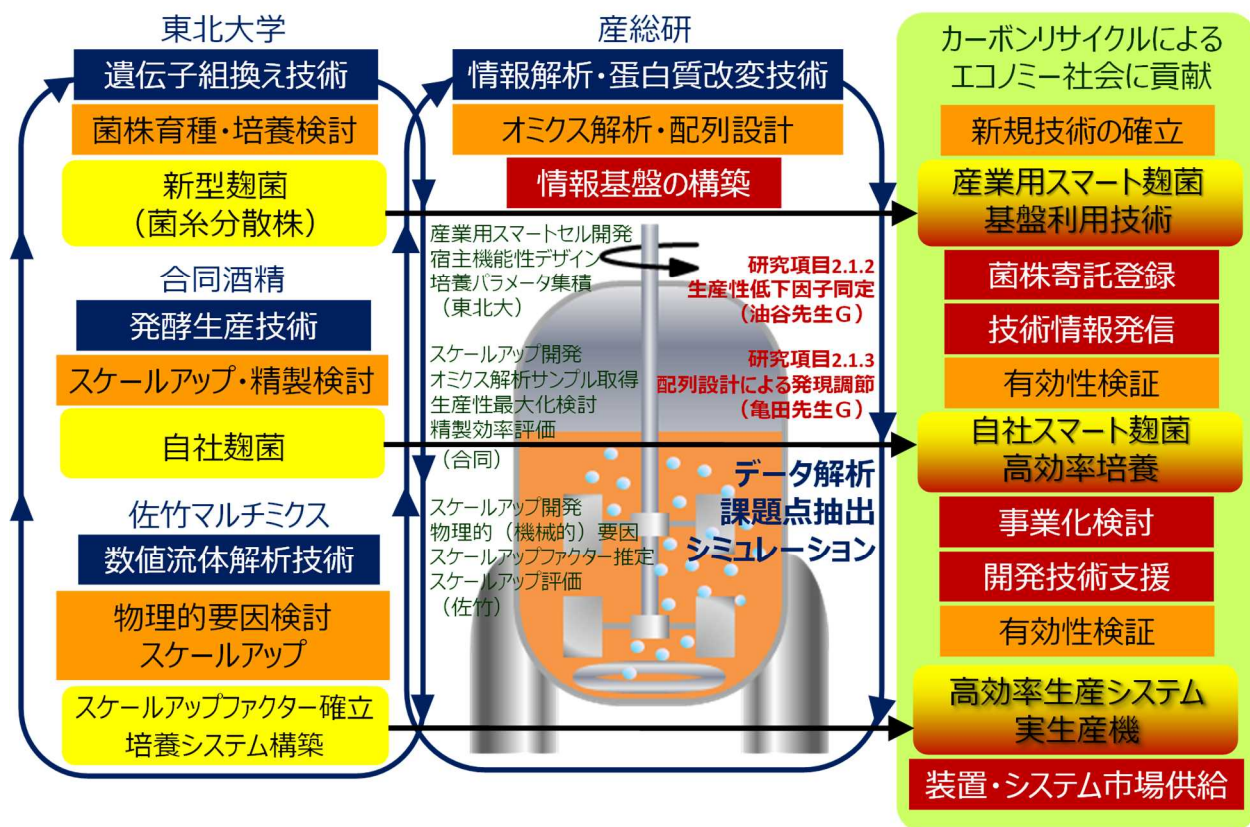 東北大学
遺伝子組換え技術
菌株育種・培養検討
新型麹菌
（菌糸分散株）
合同酒精
発酵生産技術
スケールアップ・精製検討
自社麹菌
佐竹マルチミクス
数値流体解析技術
物理的要因検討
スケールアップ
スケールアップファクター確立
培養システム構築
産総研
情報解析・蛋白質改変技術
オミクス解析・配列設計
情報基盤の構築
産業用スマートセル開発
宿主機能性デザイン
培養パラメータ集積
（東北大）
研究項目2.1.2
生産性低下因子同定
（油谷先生Ｇ）
スケールアップ開発
オミクス解析サンプル取得
生産性最大化検討
精製効率評価
（合同）
研究項目2.1.3
配列設計による発現調節
（亀田先生Ｇ）
データ解析
課題点抽出
シミュレーション
スケールアップ開発
物理的（機械的）要因
スケールアップファクター推定
スケールアップ評価
（佐竹）
カーボンリサイクルによる
エコノミー社会に貢献
新規技術の確立
産業用スマート麹菌
基盤利用技術
菌株寄託登録
技術情報発信
有効性検証
自社スマート麹菌
高効率培養
事業化検討
開発技術支援
有効性検証
高効率生産システム
実生産機
装置・システム市場供給